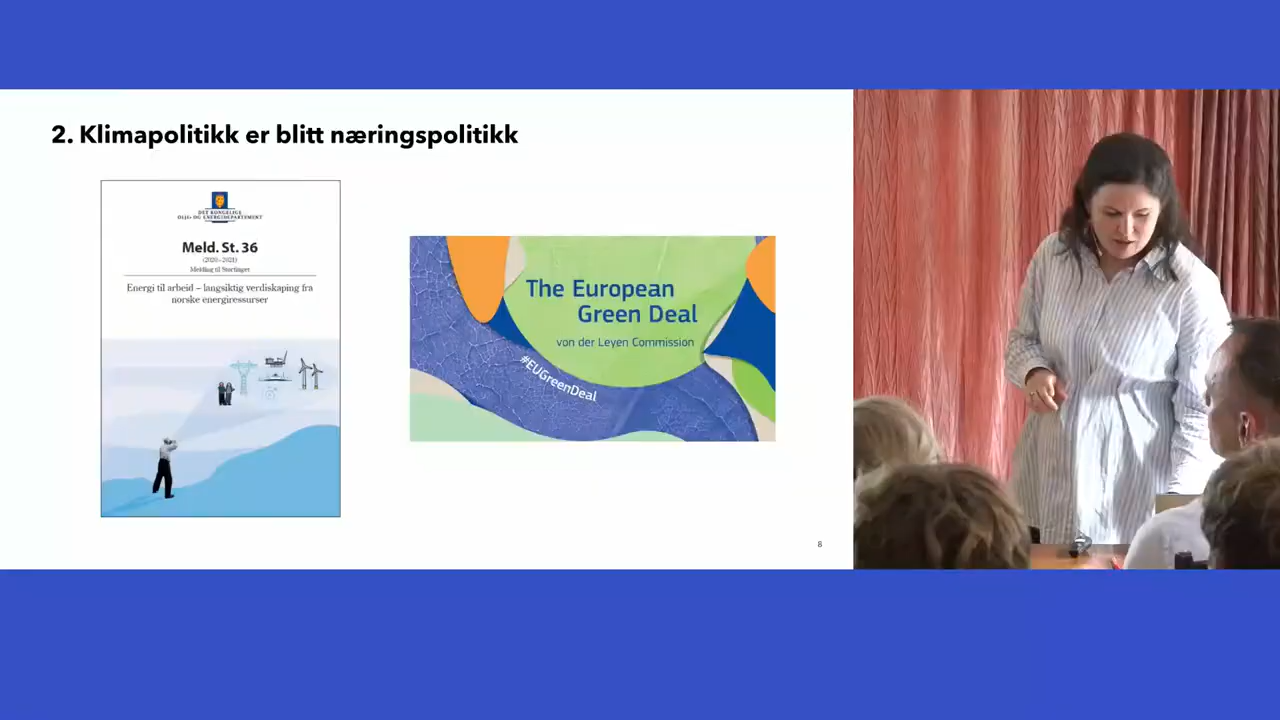 2. Klimapolitikk er blitt næringspolitikk
DET KONGELIGE
OLJE- OG ENERGIDEPARTEMENT
Meld. St. 36
(2020–2021)
Melding til Stortinget
Energi til arbeid – langsiktig verdiskaping fra
norske energiressurser
The European
Green Deal
von der Leyen Commission
#EUGreenDeal
8